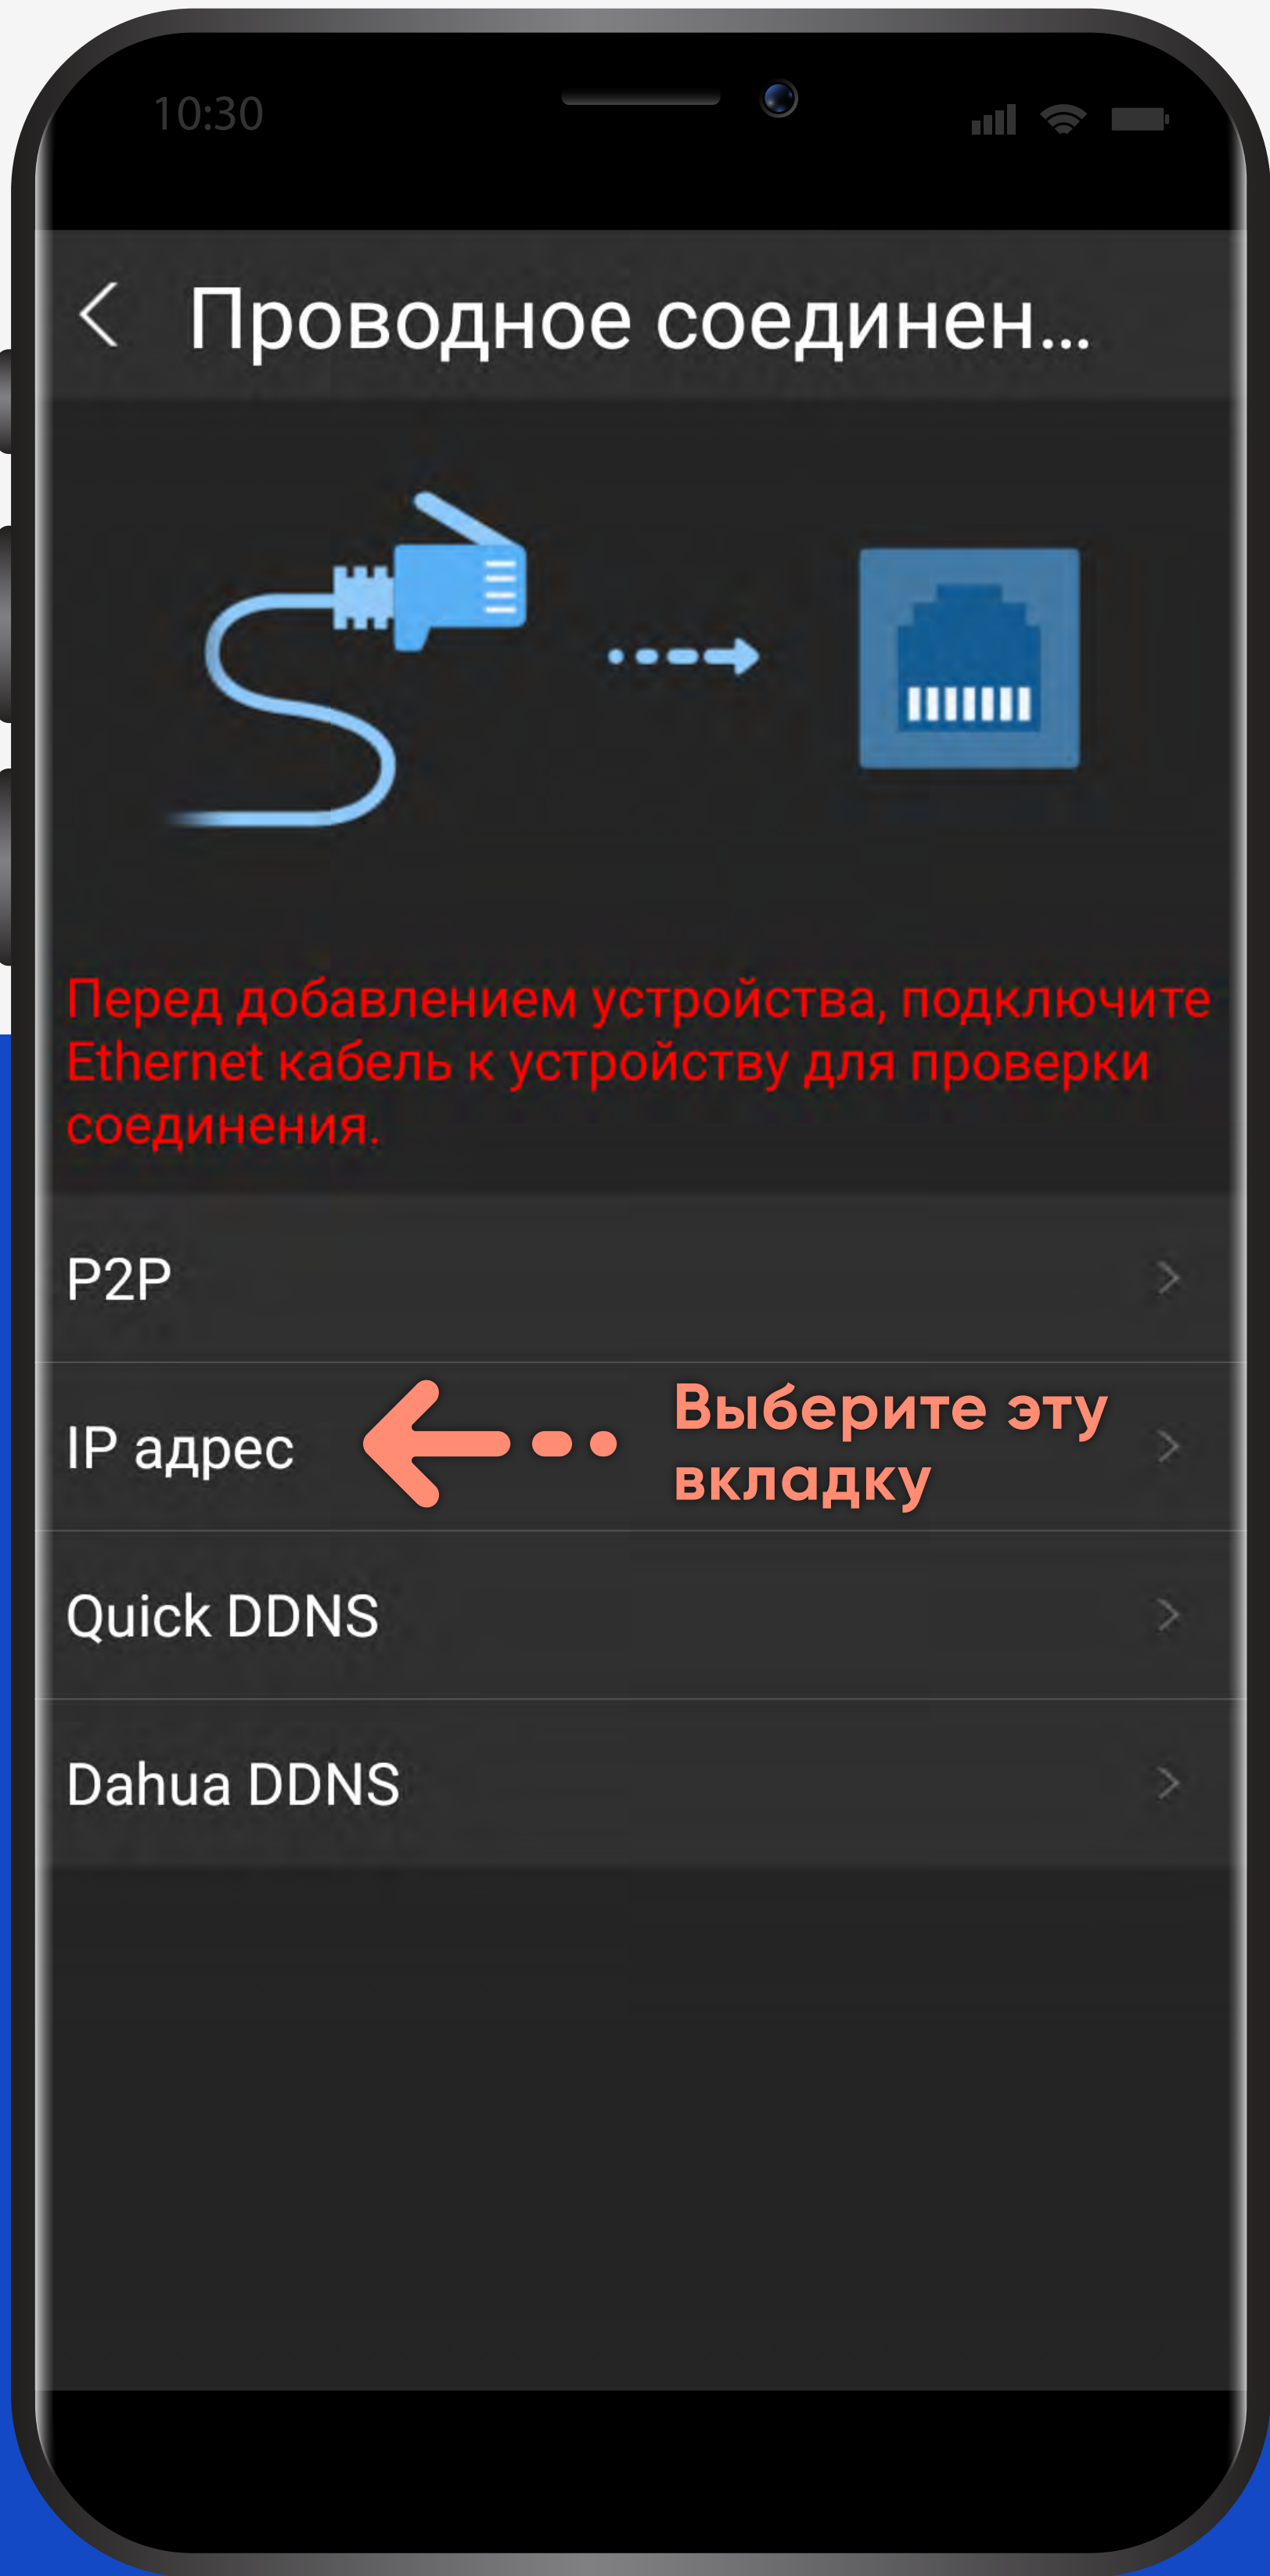 10:30
Проводное соединен...
Перед добавлением устройства, подключите
Ethernet кабель к устройству для проверки
соединения.
P2P
IP адрес
Выберите эту
вкладку
Quick DDNS
Dahua DDNS